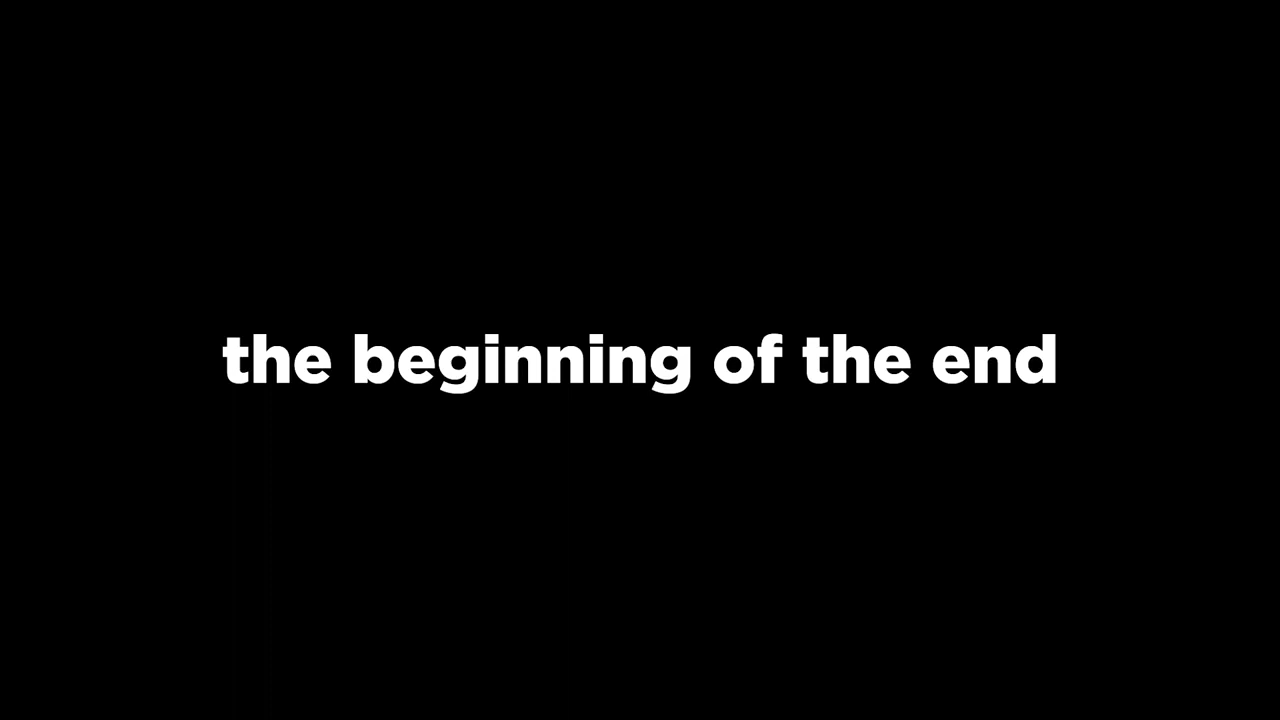 the beginning of the end